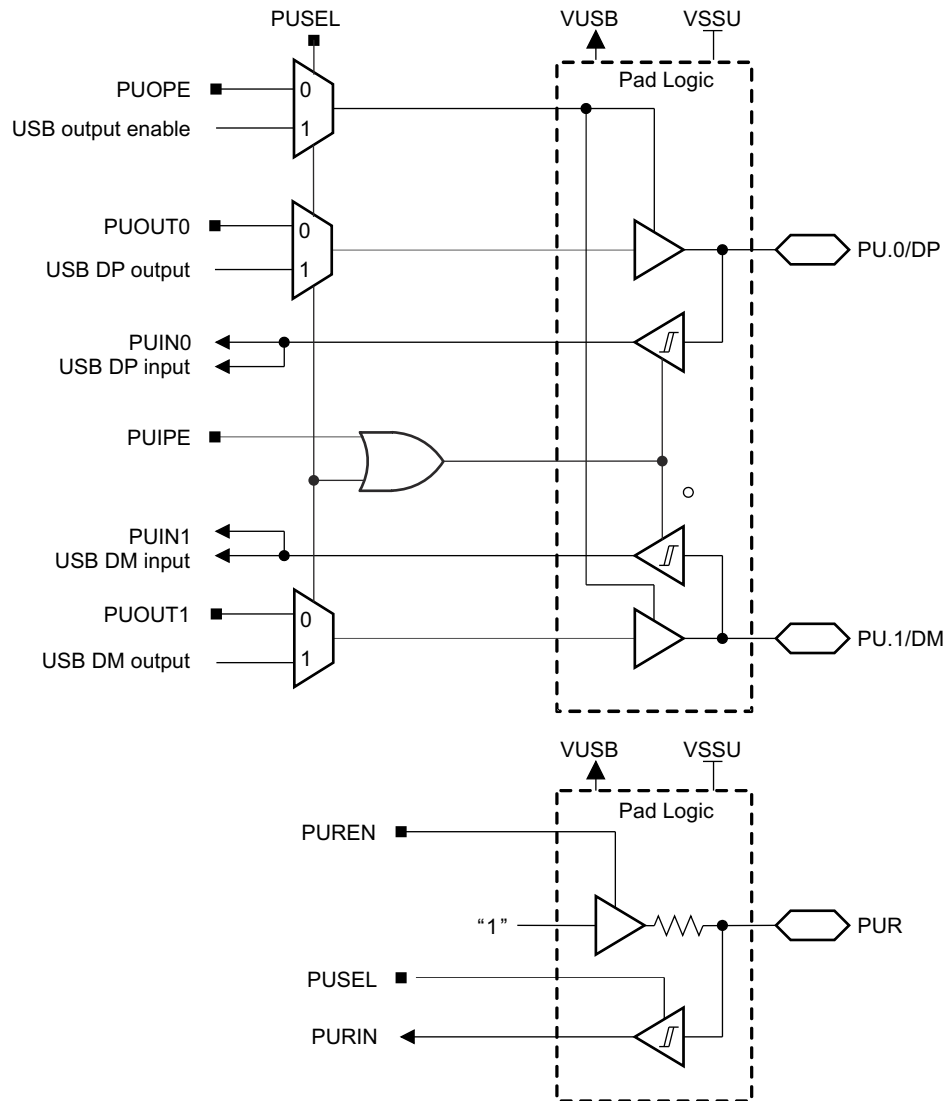 PUSEL
VUSB
VSSU
Pad Logic
PUOPE
0
USB output enable
1
PUOUT0
0
USB DP output
1
PU.0/DP
PUIN0
USB DP input
PUIPE
PUIN1
USB DM input
PUOUT1
0
USB DM output
1
PU.1/DM
VUSB
VSSU
Pad Logic
PUREN
“1”
PUR
PUSEL
PURIN